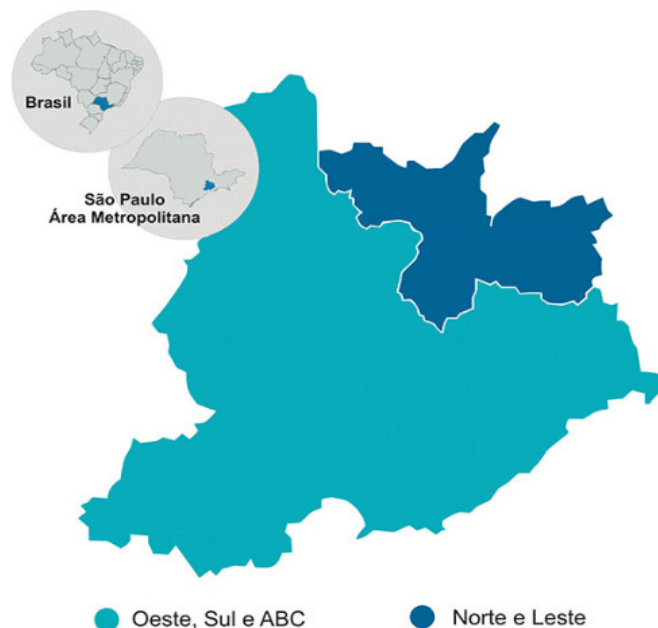 Brasil
São Paulo
Área Metropolitana
Oeste, Sul e ABC
Norte e Leste